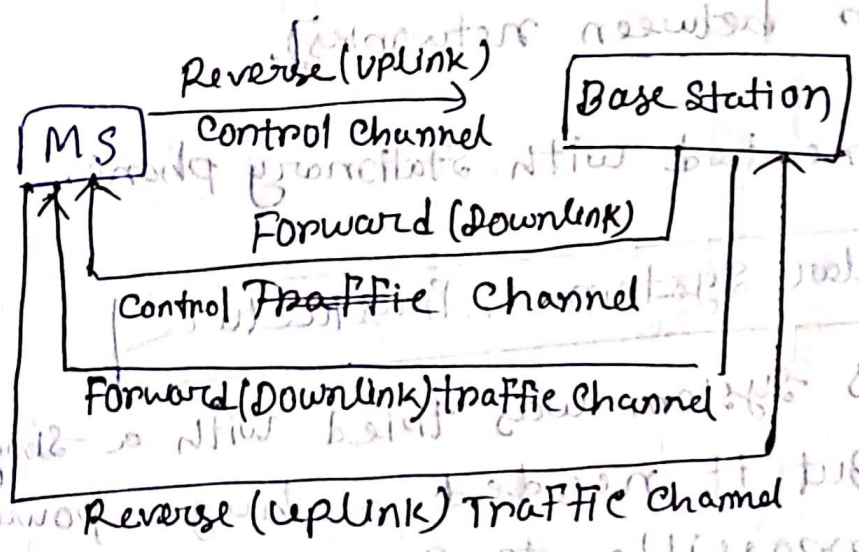 Reverse (uplink)
Control Channel
MS
Base Station
Forward (Downlink)
Control Traffic Channel
Forward (Downlink) traffic Channel
Reverse (uplink) Traffic Channel